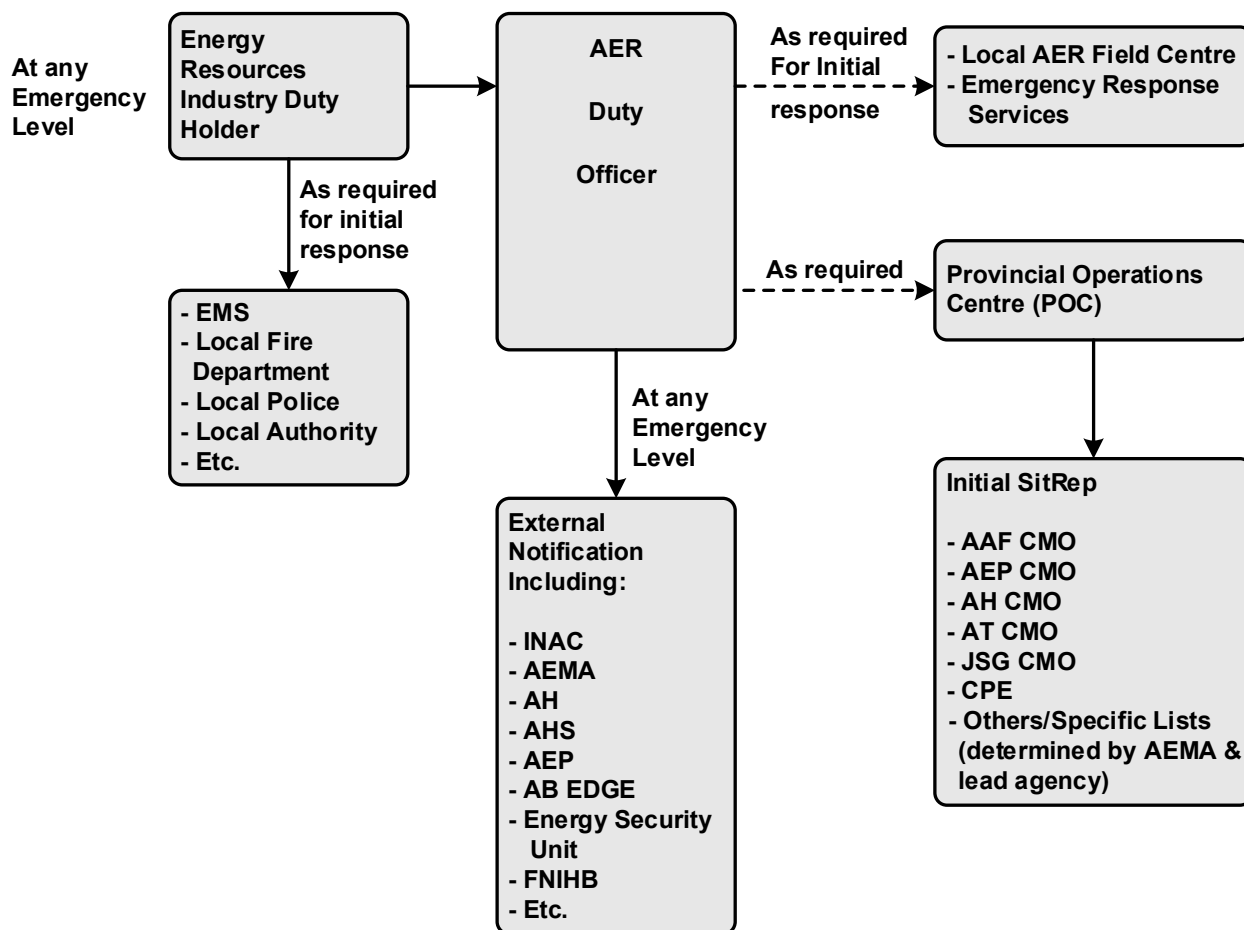 At any
Emergency
Level
Energy
Resources
Industry Duty
Holder
AER
Duty
Officer
As required
For Initial
response
- Local AER Field Centre
- Emergency Response
Services
As required
for initial
response
- EMS
- Local Fire
Department
- Local Police
- Local Authority
- Etc.
As required
Provincial Operations
Centre (POC)
At any
Emergency
Level
External
Notification
Including:
- INAC
- AEMA
- AH
- AHS
- AEP
- AB EDGE
- Energy Security
Unit
- FNIHB
- Etc.
Initial SitRep
- AAF CMO
- AEP CMO
- AH CMO
- AT CMO
- JSG CMO
- CPE
- Others/Specific Lists
(determined by AEMA &
lead agency)